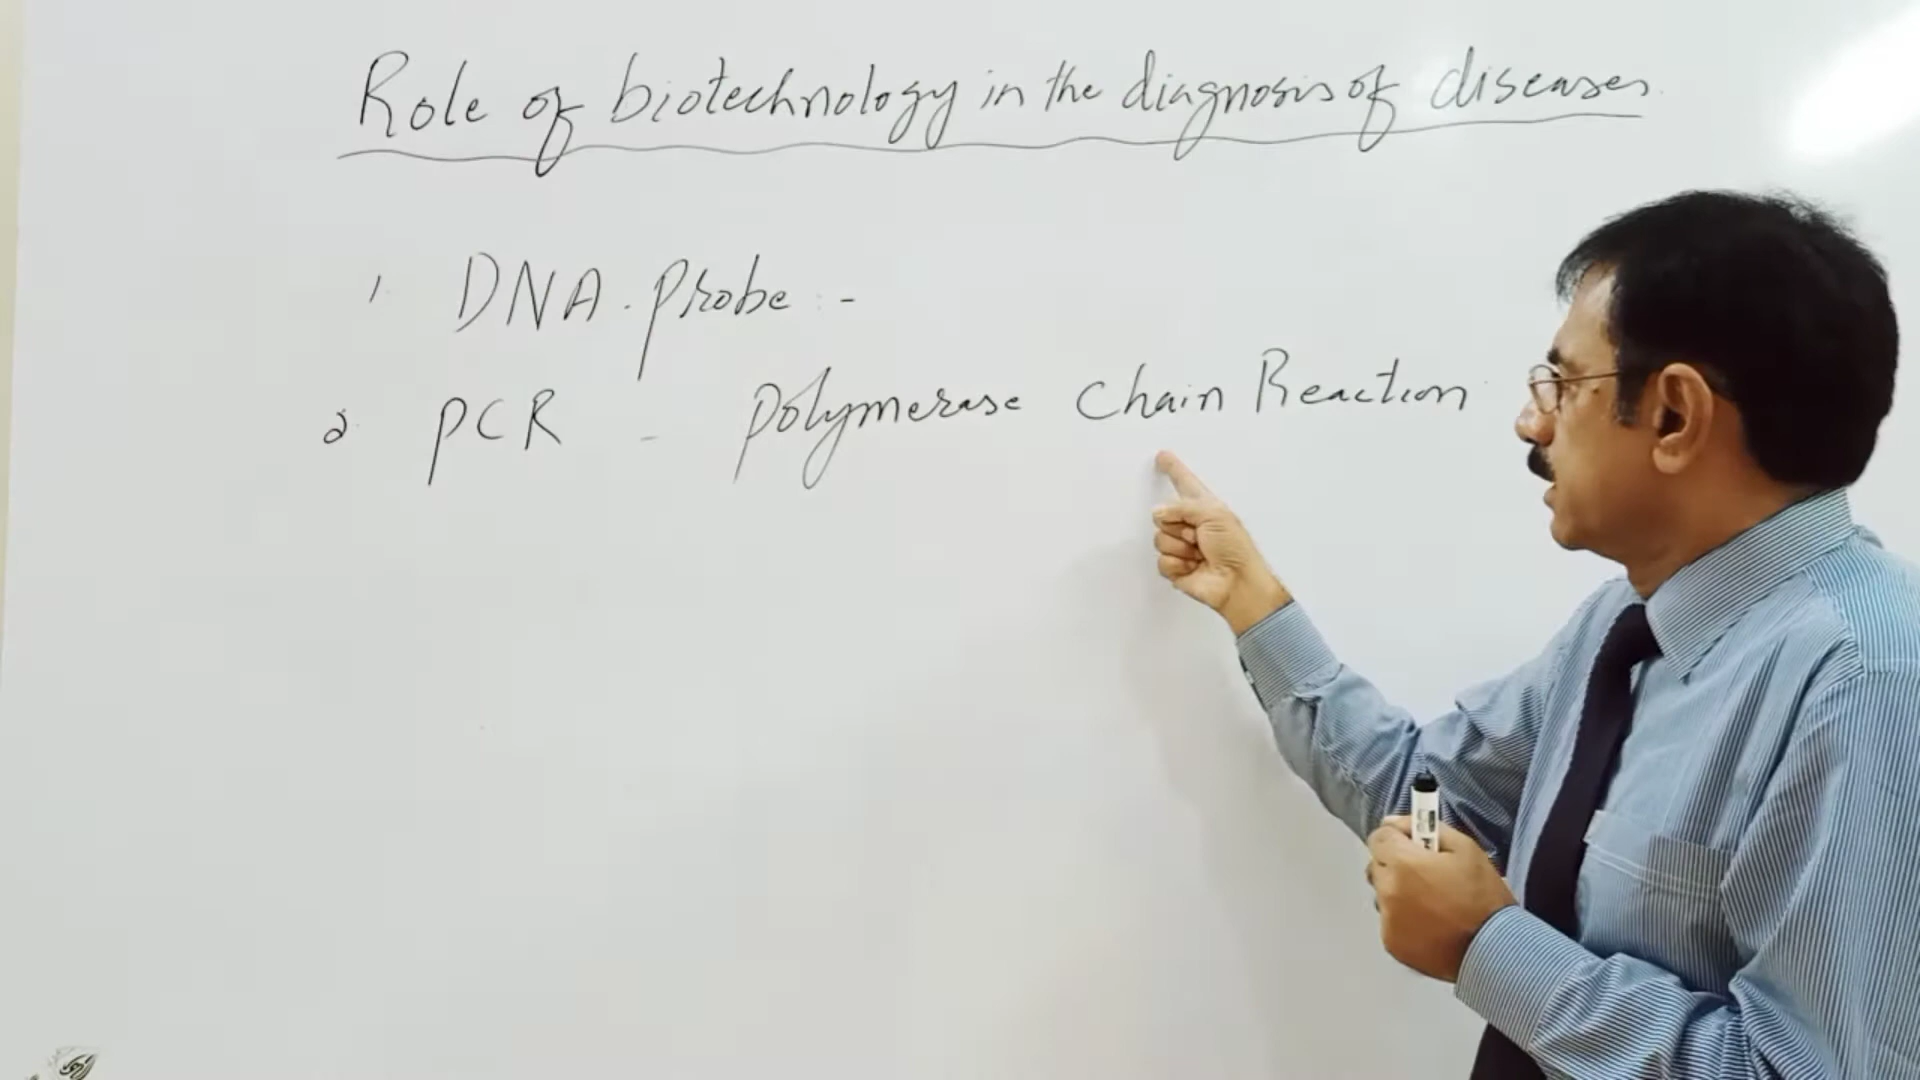 Role of biotechnology in the diagnosis of diseases
1. DNA. Probe :-
2. PCR - Polymerase Chain Reaction